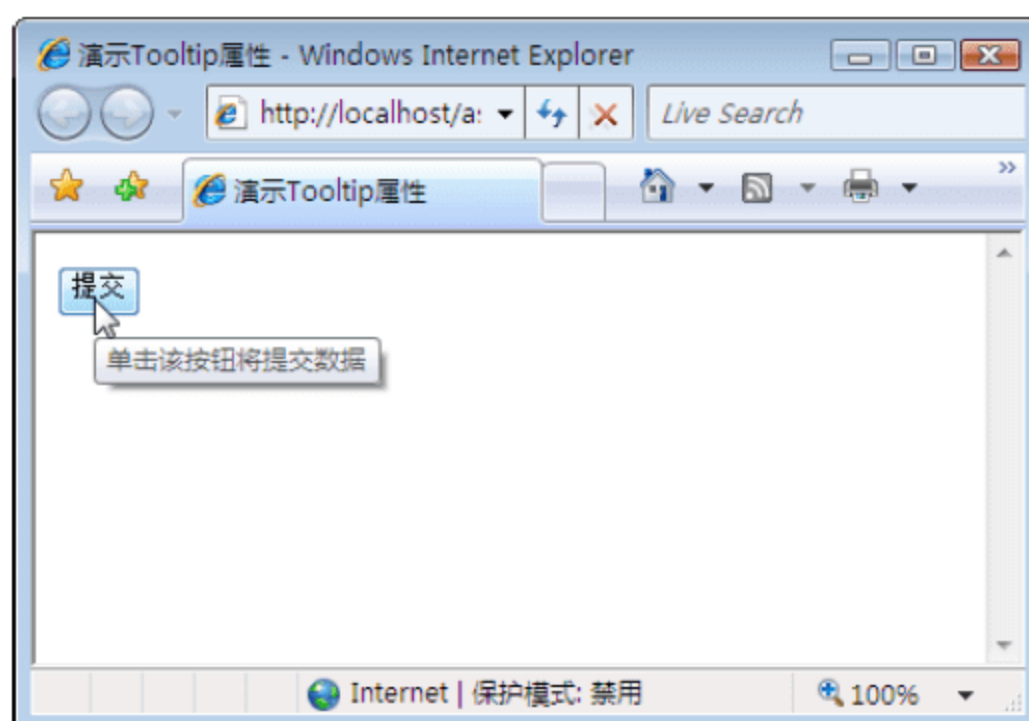 演示Tooltip属性 - Windows Internet Explorer
http://localhost/a
Live Search
演示Tooltip属性
提交
单击该按钮将提交数据
Internet | 保护模式: 禁用
100%